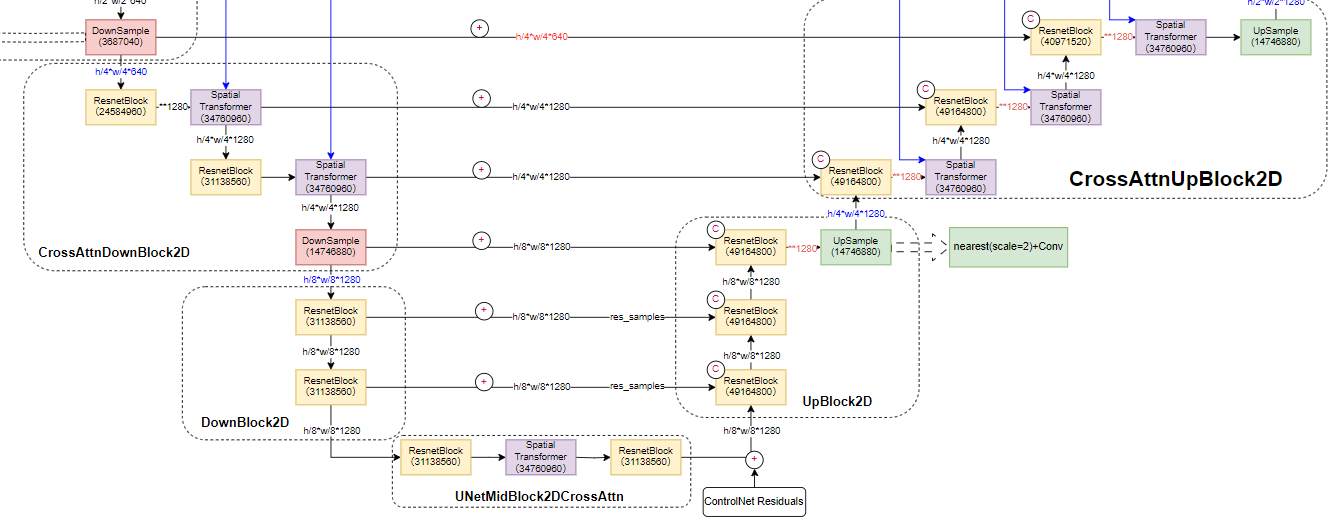 h/2*w/2*640
h/2*w/2*1280
DownSample
(3687040)
+
h/4*w/4*640
C
ResnetBlock
(40971520)
**1280
Spatial
Transformer
(34760960)
UpSample
(14746880)
h/4*w/4*640
h/4*w/4*1280
ResnetBlock
(24584960)
**1280
Spatial
Transformer
(34760960)
+
h/4*w/4*1280
C
ResnetBlock
(49164800)
**1280
Spatial
Transformer
(34760960)
h/4*w/4*1280
h/4*w/4*1280
ResnetBlock
(31138560)
Spatial
Transformer
(34760960)
+
h/4*w/4*1280
C
ResnetBlock
(49164800)
**1280
Spatial
Transformer
(34760960)
CrossAttnUpBlock2D
h/4*w/4*1280
h/4*w/4*1280
CrossAttnDownBlock2D
DownSample
(14746880)
+
h/8*w/8*1280
C
ResnetBlock
(49164800)
**1280
UpSample
(14746880)
nearest(scale=2)+Conv
h/8*w/8*1280
h/8*w/8*1280
ResnetBlock
(31138560)
+
h/8*w/8*1280
res_samples
C
ResnetBlock
(49164800)
h/8*w/8*1280
h/8*w/8*1280
ResnetBlock
(31138560)
+
h/8*w/8*1280
res_samples
C
ResnetBlock
(49164800)
UpBlock2D
DownBlock2D
h/8*w/8*1280
h/8*w/8*1280
ResnetBlock
(31138560)
Spatial
Transformer
(34760960)
ResnetBlock
(31138560)
+
UNetMidBlock2DCrossAttn
ControlNet Residuals